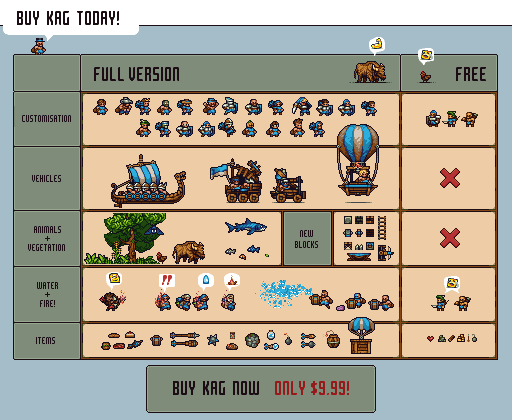 BUY KAG TODAY!
FULL VERSION
FREE
CUSTOMISATION
VEHICLES
ANIMALS
+
VEGETATION
NEW
BLOCKS
WATER
+
FIRE!
!!
ITEMS
BUY KAG NOW ONLY $9.99!